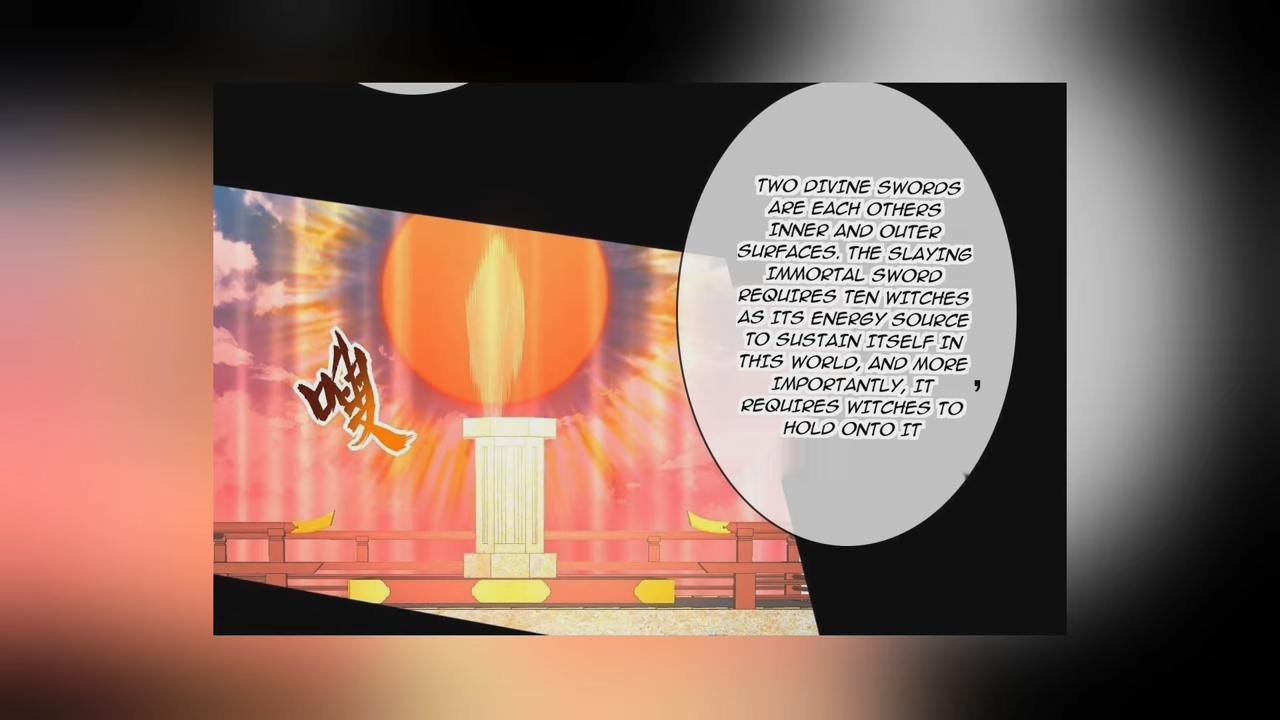 TWO DIVINE SWORDS
ARE EACH OTHERS
INNER AND OUTER
SURFACES. THE SLAYING
IMMORTAL SWORD
REQUIRES TEN WITCHES
AS ITS ENERGY SOURCE
TO SUSTAIN ITSELF IN
THIS WORLD, AND MORE
IMPORTANTLY, IT ,
REQUIRES WITCHES TO
HOLD ONTO IT